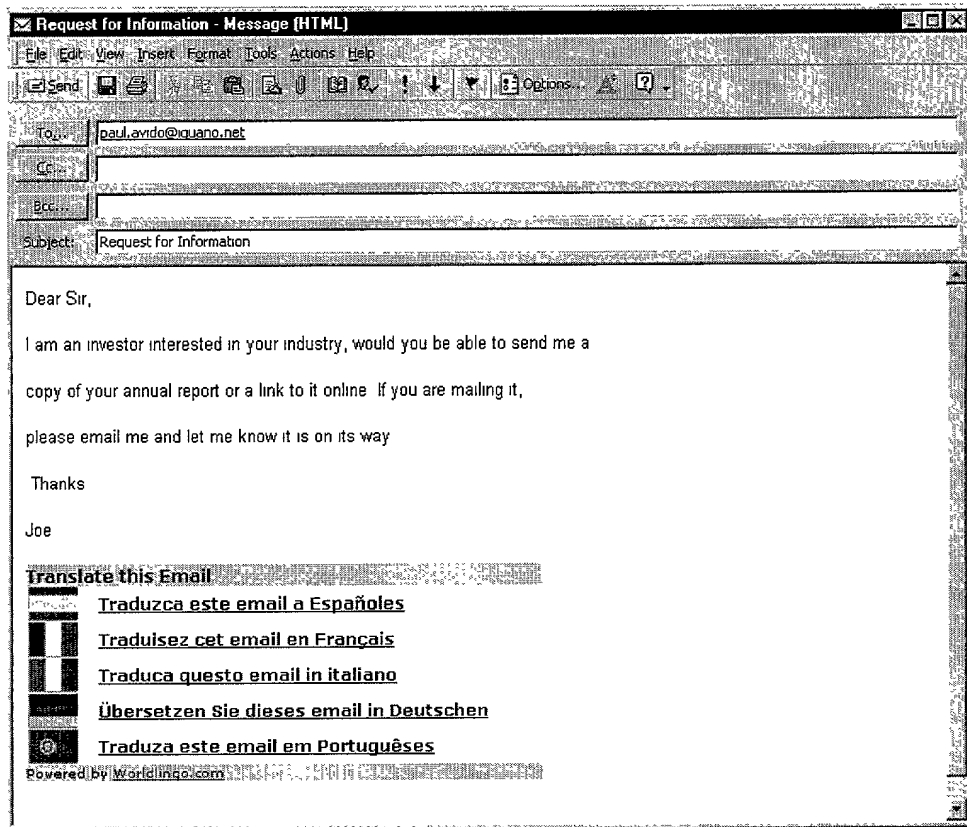 Request for Information - Message (HTML)
File Edit View Insert Format Tools Actions Help
Send Options...
To... paul.avido@iguano.net
Cc...
Bcc...
Subject: Request for Information
Dear Sir,
I am an investor interested in your industry, would you be able to send me a
copy of your annual report or a link to it online If you are mailing it,
please email me and let me know it is on its way
Thanks
Joe
Translate this Email
Traduzca este email a Españoles
Traduisez cet email en Français
Traduca questo email in italiano
Übersetzen Sie dieses email in Deutschen
Traduza este email em Portuguêses
Powered by Worldlingo.com